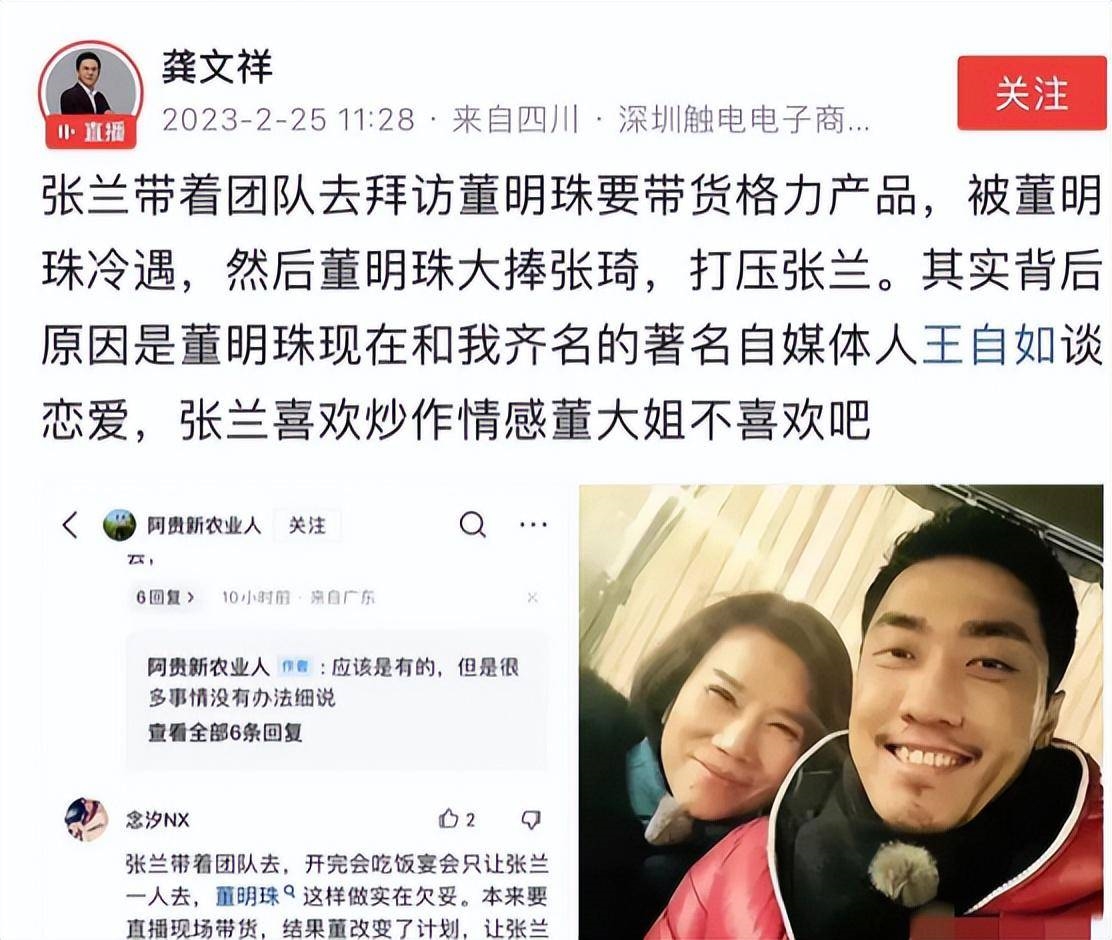 龚文祥
关注
直播
2023-2-25 11:28 · 来自四川 · 深圳触电电子商...
张兰带着团队去拜访董明珠要带货格力产品，被董明
珠冷遇，然后董明珠大捧张琦，打压张兰。其实背后
原因是董明珠现在和我齐名的著名自媒体人王自如谈
恋爱，张兰喜欢炒作情感董大姐不喜欢吧
阿贵新农业人 关注
6回复 10小时前 · 来自广东
阿贵新农业人 作者：应该是有的，但是很
多事情没有办法细说
查看全部6条回复
念汐NX 2
张兰带着团队去，开完会吃饭宴会只让张兰
一人去，董明珠 这样做实在欠妥。本来要
直播现场带货，结果董改变了计划，让张兰